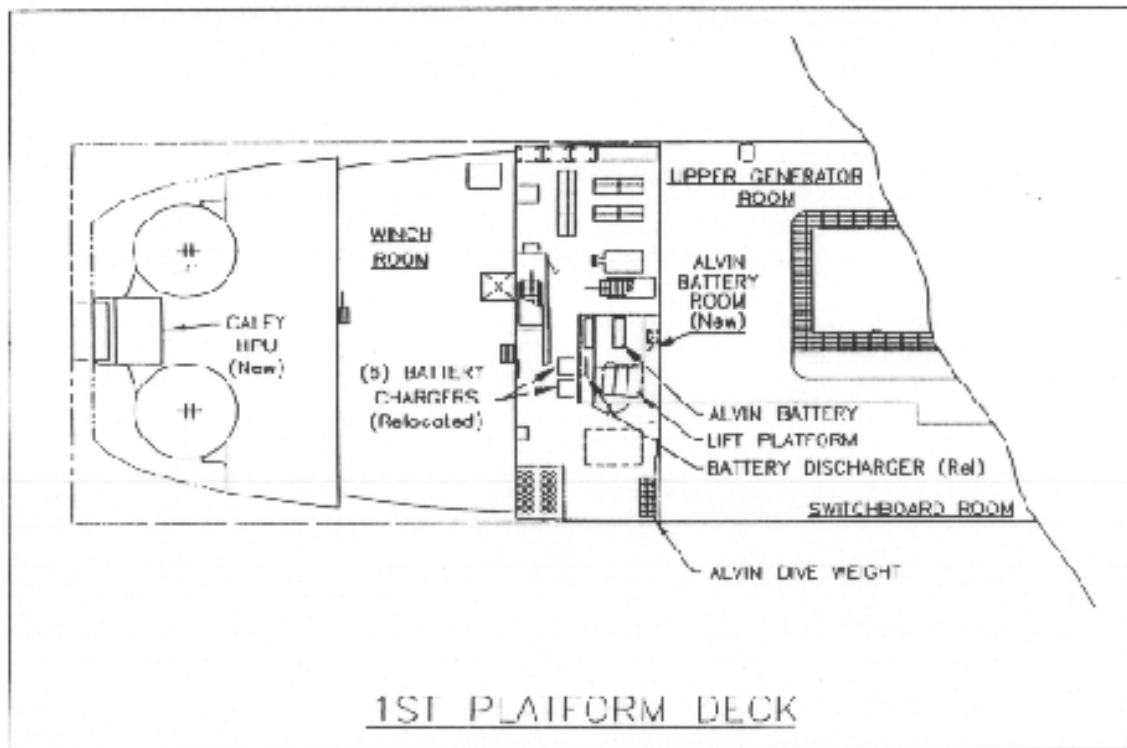 UPPER GENERATOR
ROOM
WINCH
ROOM
ALVIN
BATTERY
ROOM
(New)
CALEY
HPU
(New)
(5) BATTERY
CHARGERS
(Relocated)
ALVIN BATTERY
LIFT PLATFORM
BATTERY DISCHARGER (Rel)
SWITCHBOARD ROOM
ALVIN DIVE WEIGHT
1ST PLATFORM DECK